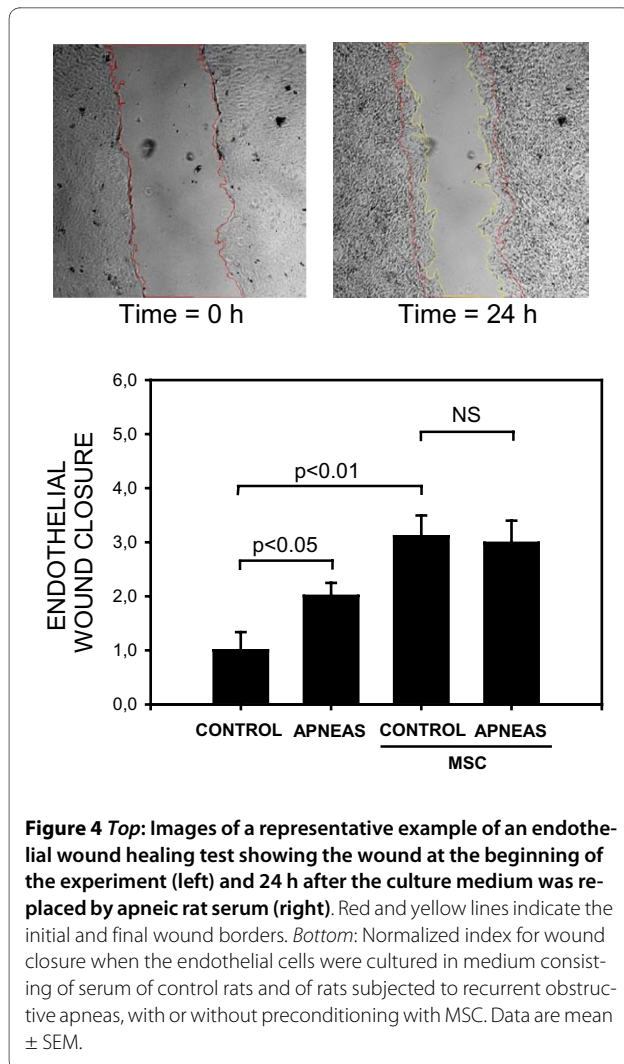 Time = 0 h
Time = 24 h
6,0
5,0
4,0
3,0
2,0
1,0
0,0
ENDOTHELIAL
WOUND CLOSURE
NS
p<0.01
p<0.05
CONTROL
APNEAS
CONTROL
APNEAS
MSC
Figure 4 Top: Images of a representative example of an endothe-
lial wound healing test showing the wound at the beginning of
the experiment (left) and 24 h after the culture medium was re-
placed by apneic rat serum (right). Red and yellow lines indicate the
initial and final wound borders. Bottom: Normalized index for wound
closure when the endothelial cells were cultured in medium consist-
ing of serum of control rats and of rats subjected to recurrent obstruc-
tive apneas, with or without preconditioning with MSC. Data are mean
± SEM.